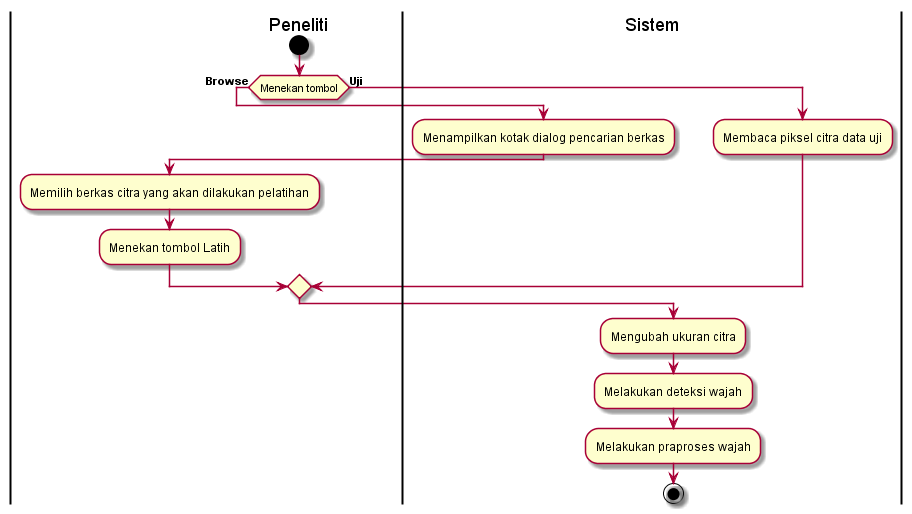 Peneliti
Sistem
Browse
Menekan tombol
Uji
Menampilkan kotak dialog pencarian berkas
Membaca piksel citra data uji
Memilih berkas citra yang akan dilakukan pelatihan
Menekan tombol Latih
Mengubah ukuran citra
Melakukan deteksi wajah
Melakukan praproses wajah